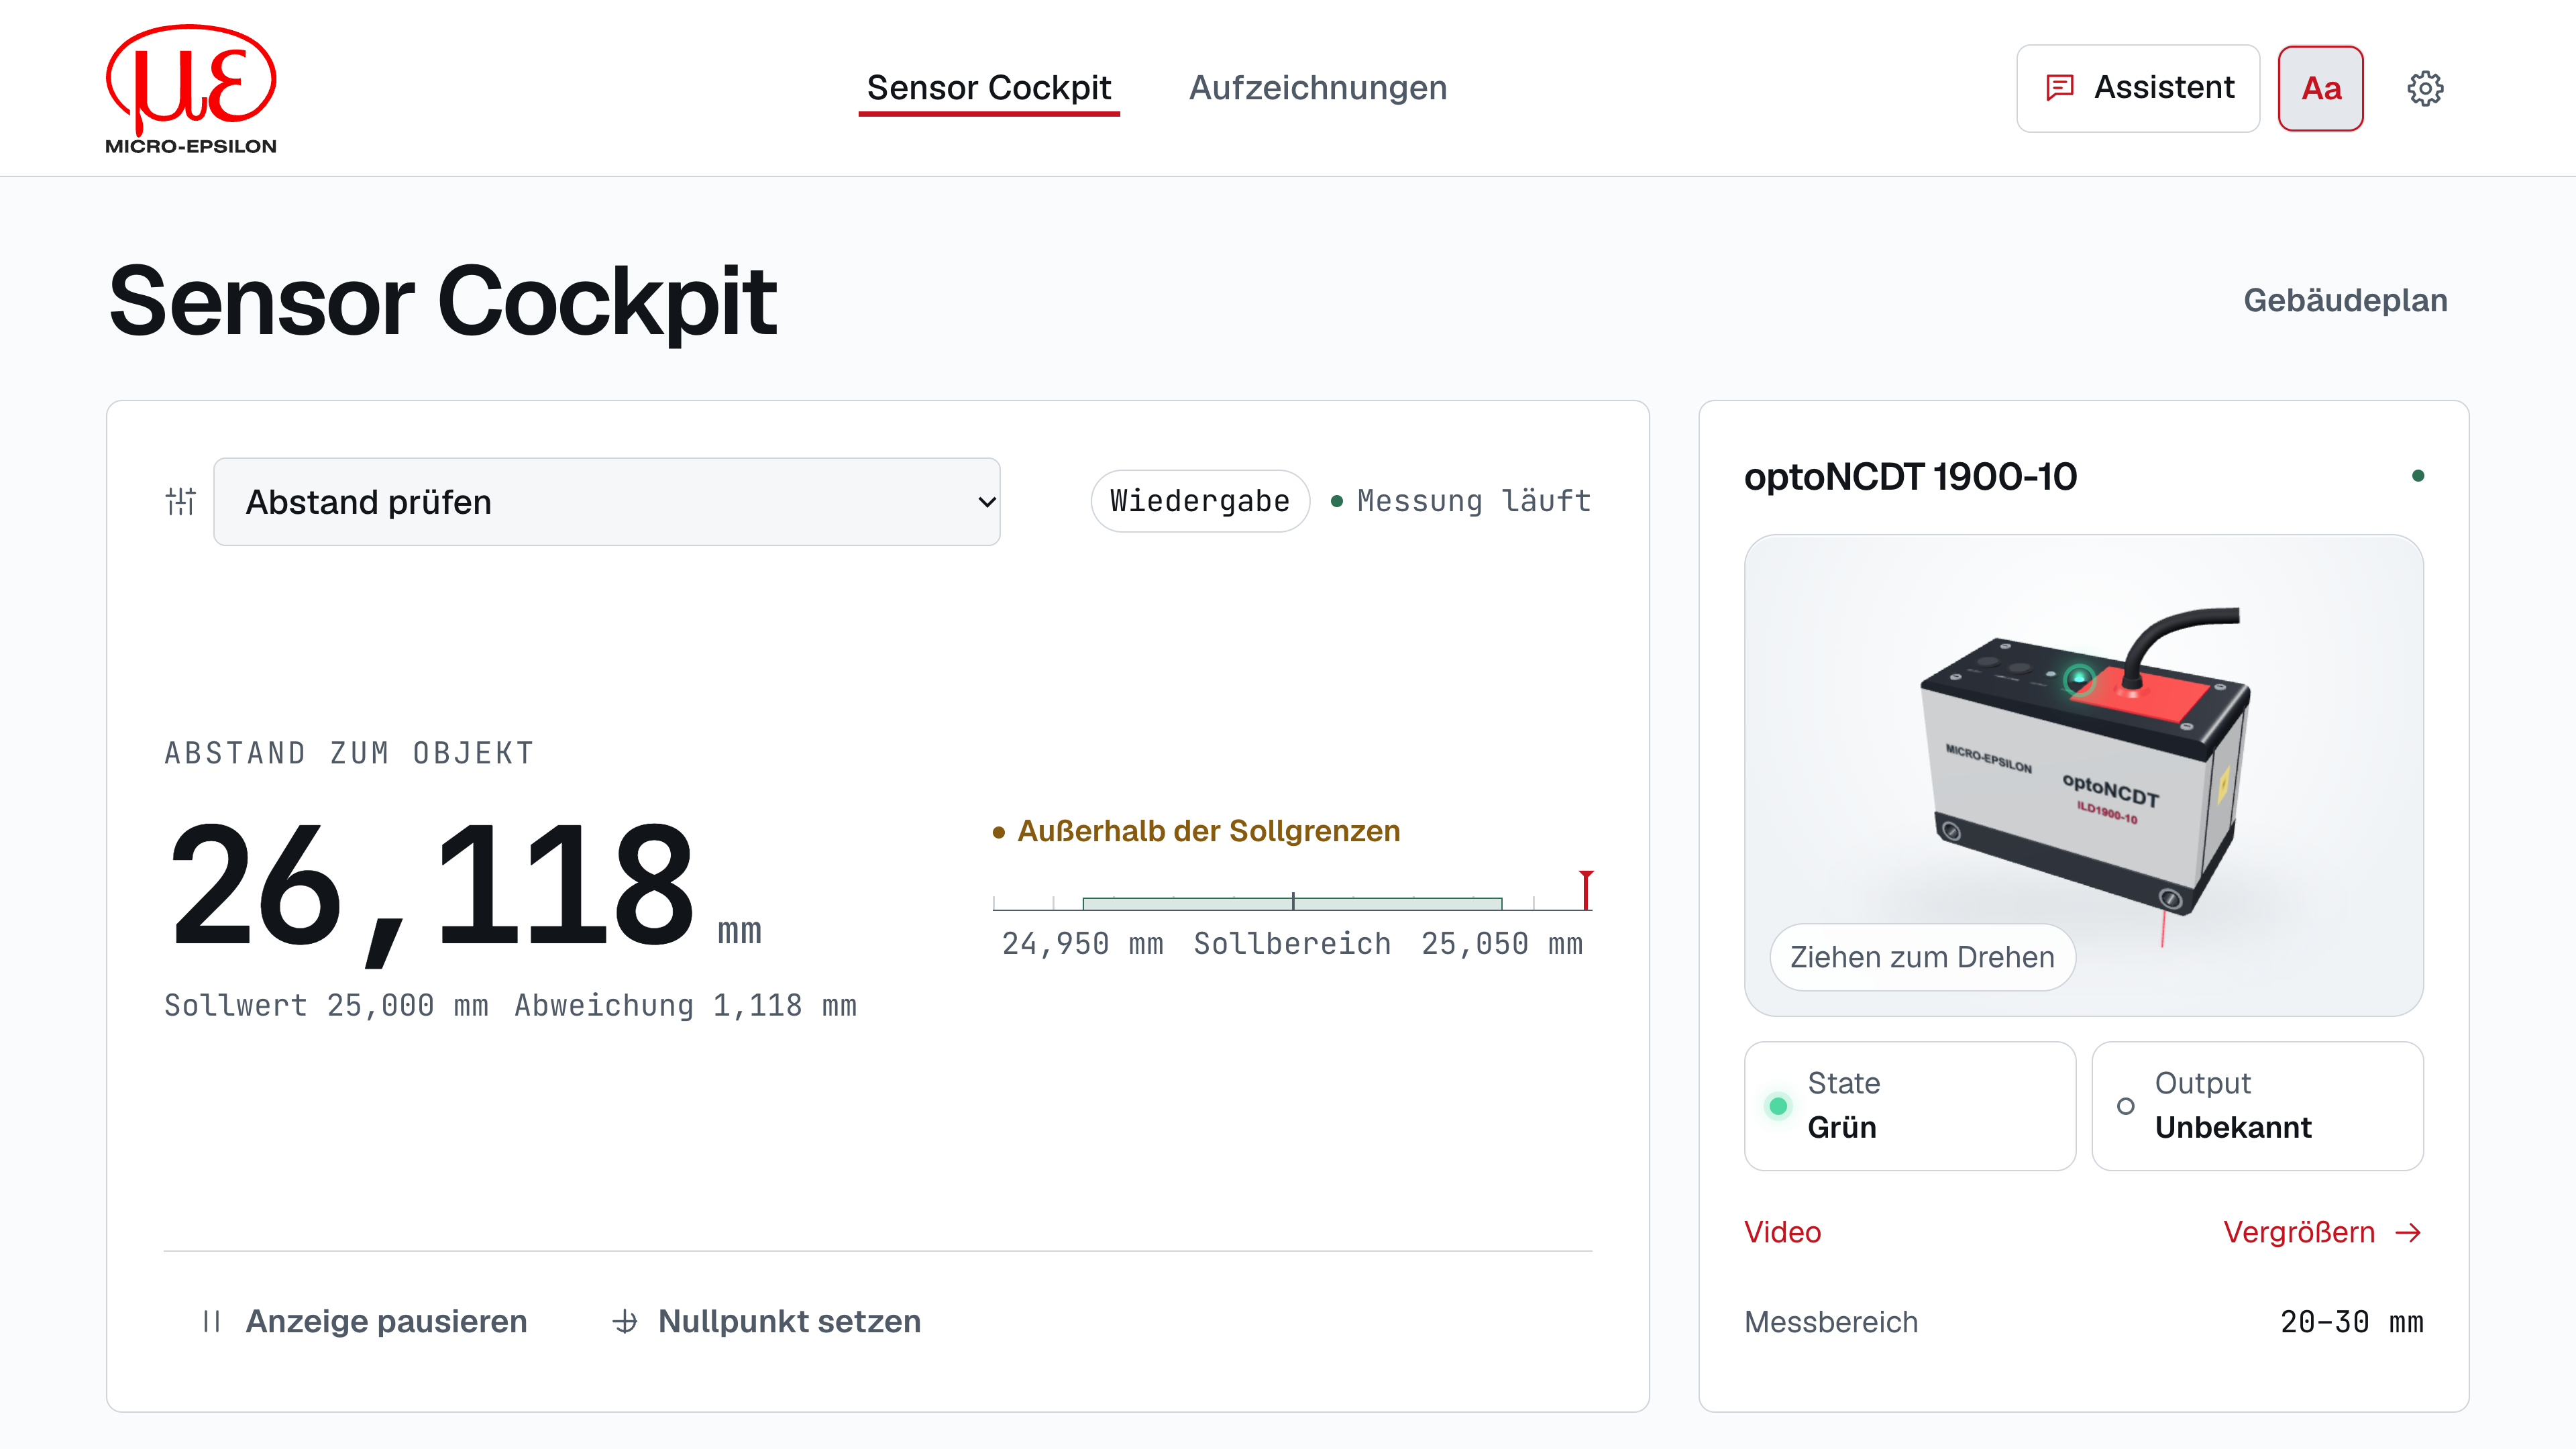 με
MICRO-EPSILON
Sensor Cockpit
Aufzeichnungen
Assistent
Aa
Sensor Cockpit
Gebäudeplan
Abstand prüfen
Wiedergabe
Messung läuft
ABSTAND ZUM OBJEKT
26,118 mm
Sollwert 25,000 mm Abweichung 1,118 mm
Außerhalb der Sollgrenzen
24,950 mm Sollbereich 25,050 mm
Anzeige pausieren
Nullpunkt setzen
optoNCDT 1900-10
MICRO-EPSILON
optoNCDT
ILD1900-10
Ziehen zum Drehen
State
Grün
Output
Unbekannt
Video
Vergrößern
Messbereich
20–30 mm